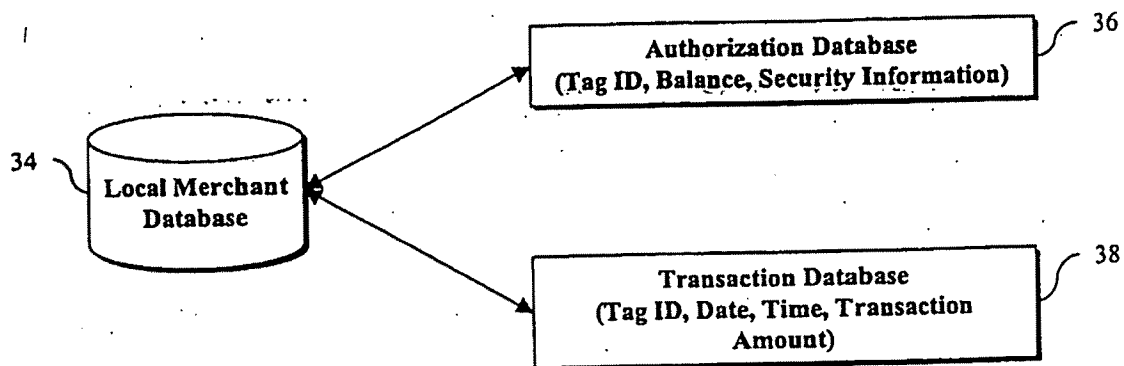 36
Authorization Database
(Tag ID, Balance, Security Information)
34
Local Merchant
Database
38
Transaction Database
(Tag ID, Date, Time, Transaction
Amount)